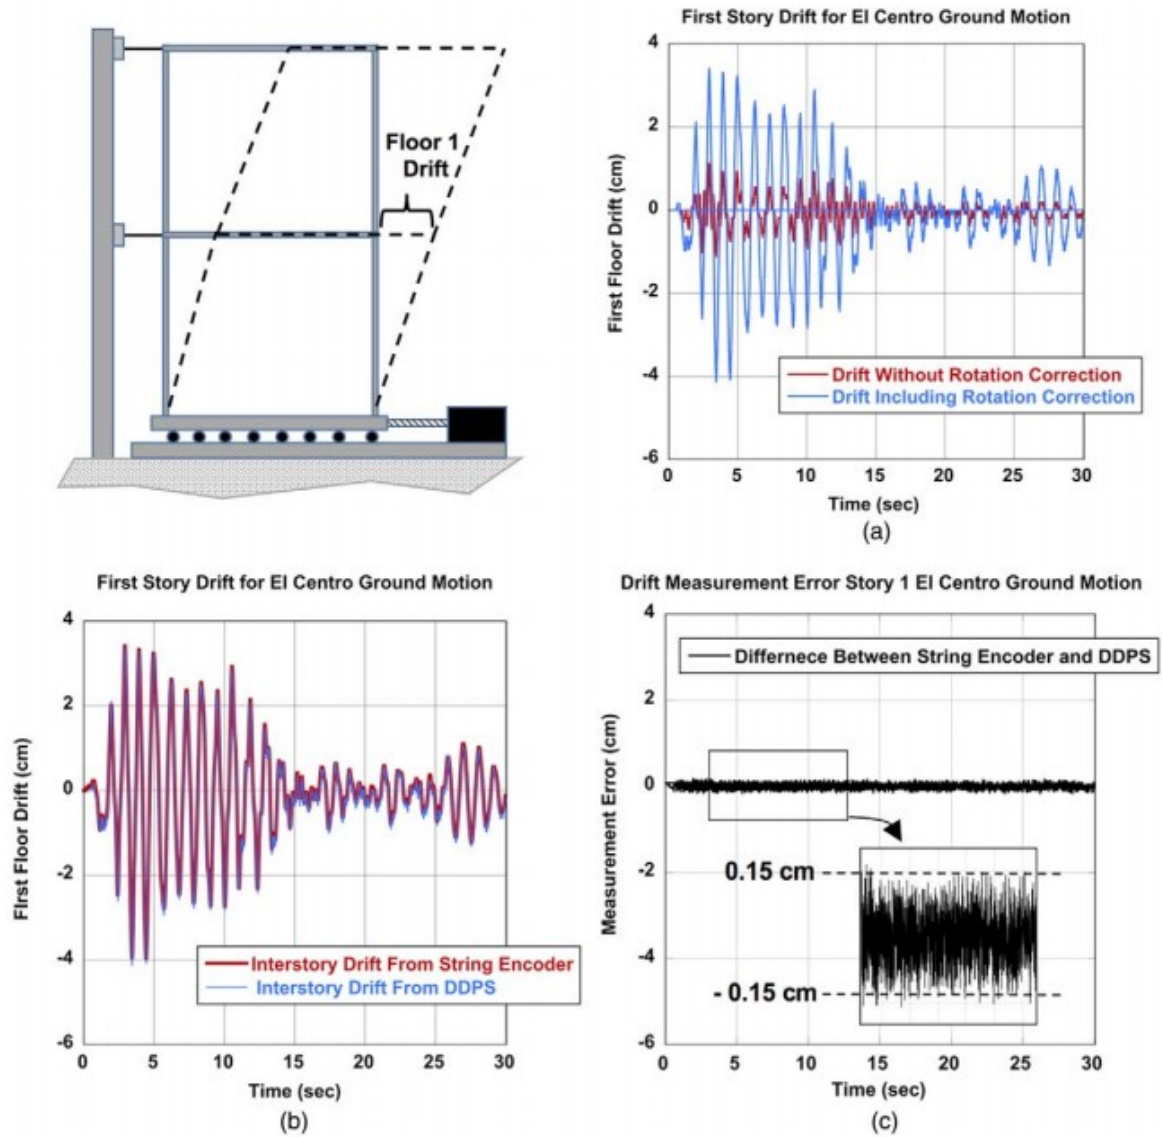 Floor 1
Drift
First Story Drift for El Centro Ground Motion
First Floor Drift (cm)
4
2
0
-2
-4
-6
Drift Without Rotation Correction
Drift Including Rotation Correction
0
5
10
15
20
25
30
Time (sec)
(a)
First Story Drift for El Centro Ground Motion
FIrst Floor Drift (cm)
4
2
0
-2
-4
-6
Interstory Drift From String Encoder
Interstory Drift From DDPS
0
5
10
15
20
25
30
Time (sec)
(b)
Drift Measurement Error Story 1 El Centro Ground Motion
Measurement Error (cm)
4
2
0
-2
-4
-6
Differnece Between String Encoder and DDPS
0.15 cm
- 0.15 cm
0
5
10
15
20
25
30
Time (sec)
(c)